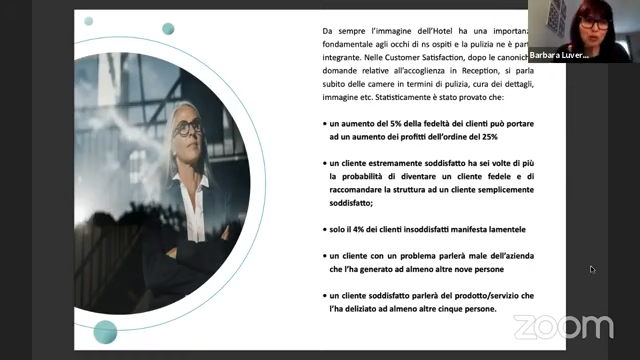 Da sempre l'immagine dell'Hotel ha una importanza
fondamentale agli occhi di ns ospiti e la pulizia ne è parte
integrante. Nelle Customer Satisfaction, dopo le canoniche
domande relative all'accoglienza in Reception, si parla
subito delle camere in termini di pulizia, cura dei dettagli,
immagine etc. Statisticamente è stato provato che:
• un aumento del 5% della fedeltà dei clienti può portare
ad un aumento dei profitti dell'ordine del 25%
• un cliente estremamente soddisfatto ha sei volte di più
la probabilità di diventare un cliente fedele e di
raccomandare la struttura ad un cliente semplicemente
soddisfatto;
• solo il 4% dei clienti insoddisfatti manifesta lamentele
• un cliente con un problema parlerà male dell'azienda
che l'ha generato ad almeno altre nove persone
• un cliente soddisfatto parlerà del prodotto/servizio che
l'ha deliziato ad almeno altre cinque persone.
Barbara Luver...
zoom